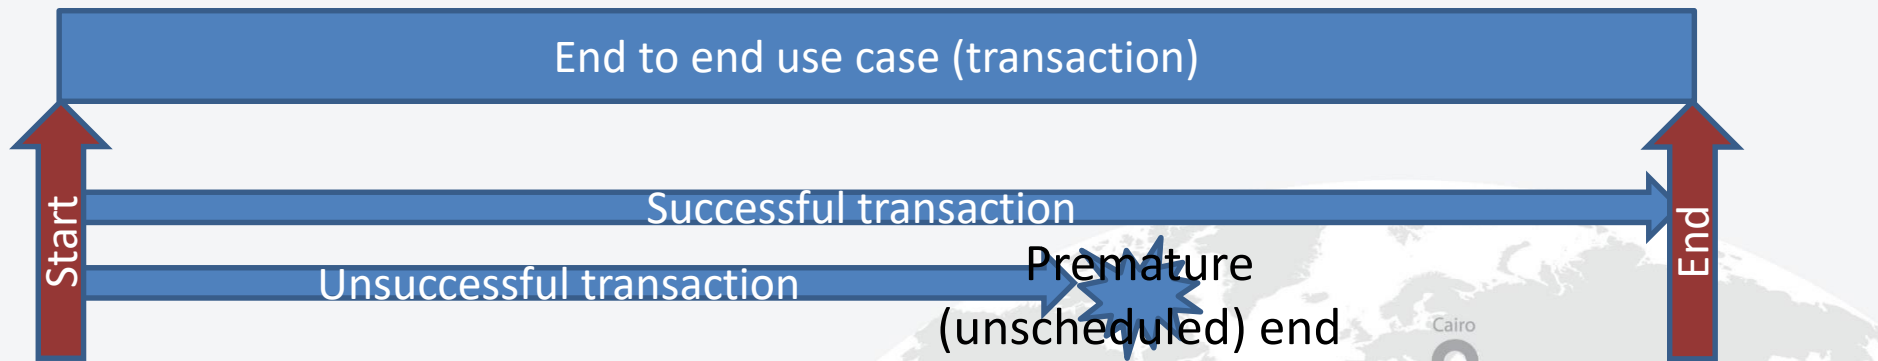 End to end use case (transaction)
Start
Successful transaction
End
Unsuccessful transaction
Premature
(unscheduled) end
Cairo